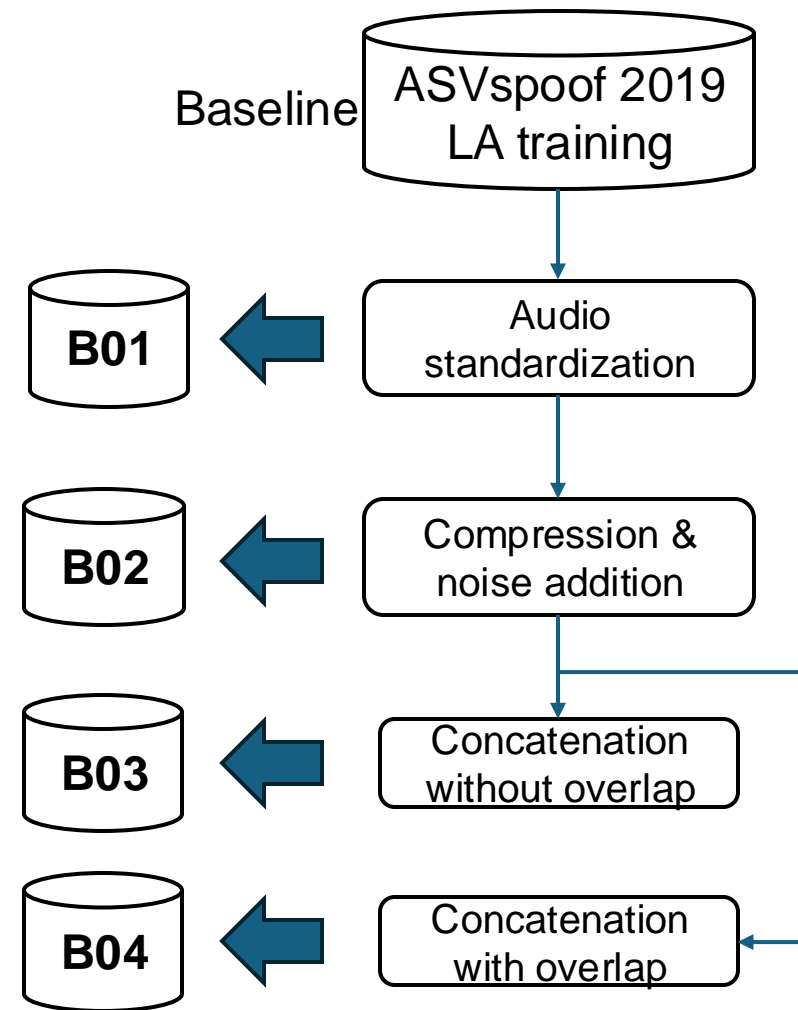 Baseline
ASVspoof 2019
LA training
B01
Audio
standardization
B02
Compression &
noise addition
B03
Concatenation
without overlap
B04
Concatenation
with overlap